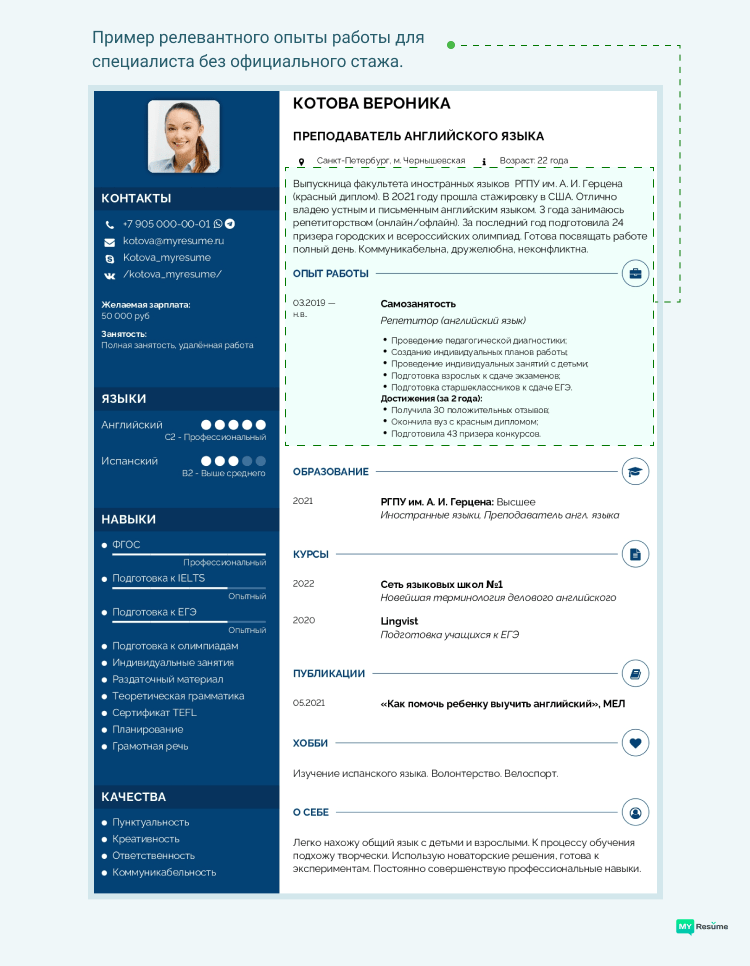 Пример релевантного опыты работы для
специалиста без официального стажа.
КОТОВА ВЕРОНИКА
ПРЕПОДАВАТЕЛЬ АНГЛИЙСКОГО ЯЗЫКА
Санкт-Петербург, м. Чернышевская Возраст: 22 года
Выпускница факультета иностранных языков РГПУ им. А. И. Герцена
(красный диплом). В 2021 году прошла стажировку в США. Отлично
владею устным и письменным английским языком. 3 года занимаюсь
репетиторством (онлайн/офлайн). За последний год подготовила 24
призера городских и всероссийских олимпиад. Готова посвящать работе
полный день. Коммуникабельна, дружелюбна, неконфликтна.
ОПЫТ РАБОТЫ
03.2019 —
н.в.
Самозанятость
Репетитор (английский язык)
Проведение педагогической диагностики;
Создание индивидуальных планов работы;
Проведение индивидуальных занятий с детьми;
Подготовка взрослых к сдаче экзаменов;
Подготовка старшеклассников к сдаче ЕГЭ.
Достижения (за 2 года):
Получила 30 положительных отзывов;
Окончила вуз с красным дипломом;
Подготовила 43 призера конкурсов.
ОБРАЗОВАНИЕ
2021
РГПУ им. А. И. Герцена: Высшее
Иностранные языки, Преподаватель англ. языка
КУРСЫ
2022
Сеть языковых школ №1
Новейшая терминология делового английского
2020
Lingvist
Подготовка учащихся к ЕГЭ
ПУБЛИКАЦИИ
05.2021
«Как помочь ребенку выучить английский», МЕЛ
ХОББИ
Изучение испанского языка. Волонтерство. Велоспорт.
О СЕБЕ
Легко нахожу общий язык с детьми и взрослыми. К процессу обучения
подхожу творчески. Использую новаторские решения, готова к
экспериментам. Постоянно совершенствую профессиональные навыки.
КОНТАКТЫ
+7 905 000-00-01
kotova@myresume.ru
Kotova_myresume
/kotova_myresume/
Желаемая зарплата:
50 000 руб
Занятость:
Полная занятость, удалённая работа
ЯЗЫКИ
Английский
C2 - Профессиональный
Испанский
B2 - Выше среднего
НАВЫКИ
ФГОС
Профессиональный
Подготовка к IELTS
Опытный
Подготовка к ЕГЭ
Опытный
Подготовка к олимпиадам
Индивидуальные занятия
Раздаточный материал
Теоретическая грамматика
Сертификат TEFL
Планирование
Грамотная речь
КАЧЕСТВА
Пунктуальность
Креативность
Ответственность
Коммуникабельность
MY Resume